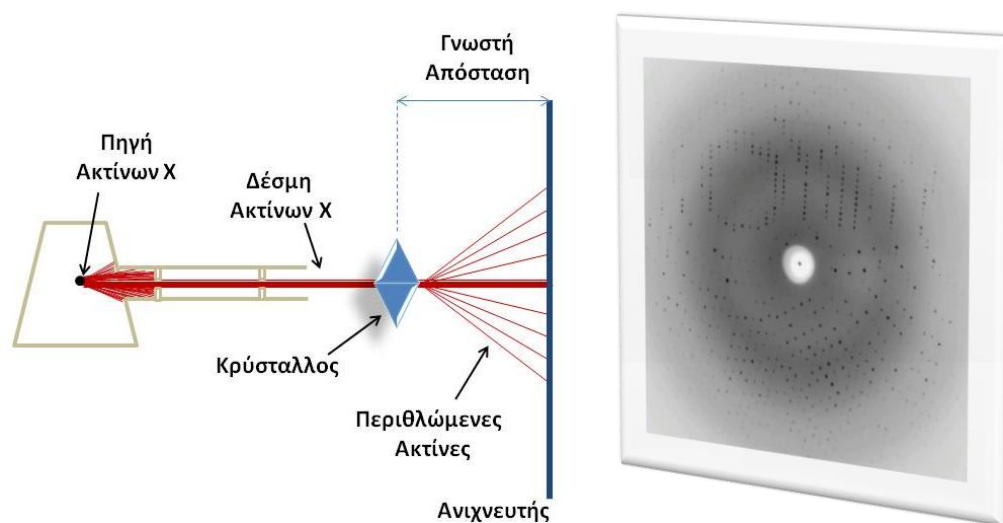 Γνωστή
Απόσταση
Πηγή
Ακτίνων Χ
Δέσμη
Ακτίνων Χ
Κρύσταλλος
Περιθλώμενες
Ακτίνες
Ανιχνευτής